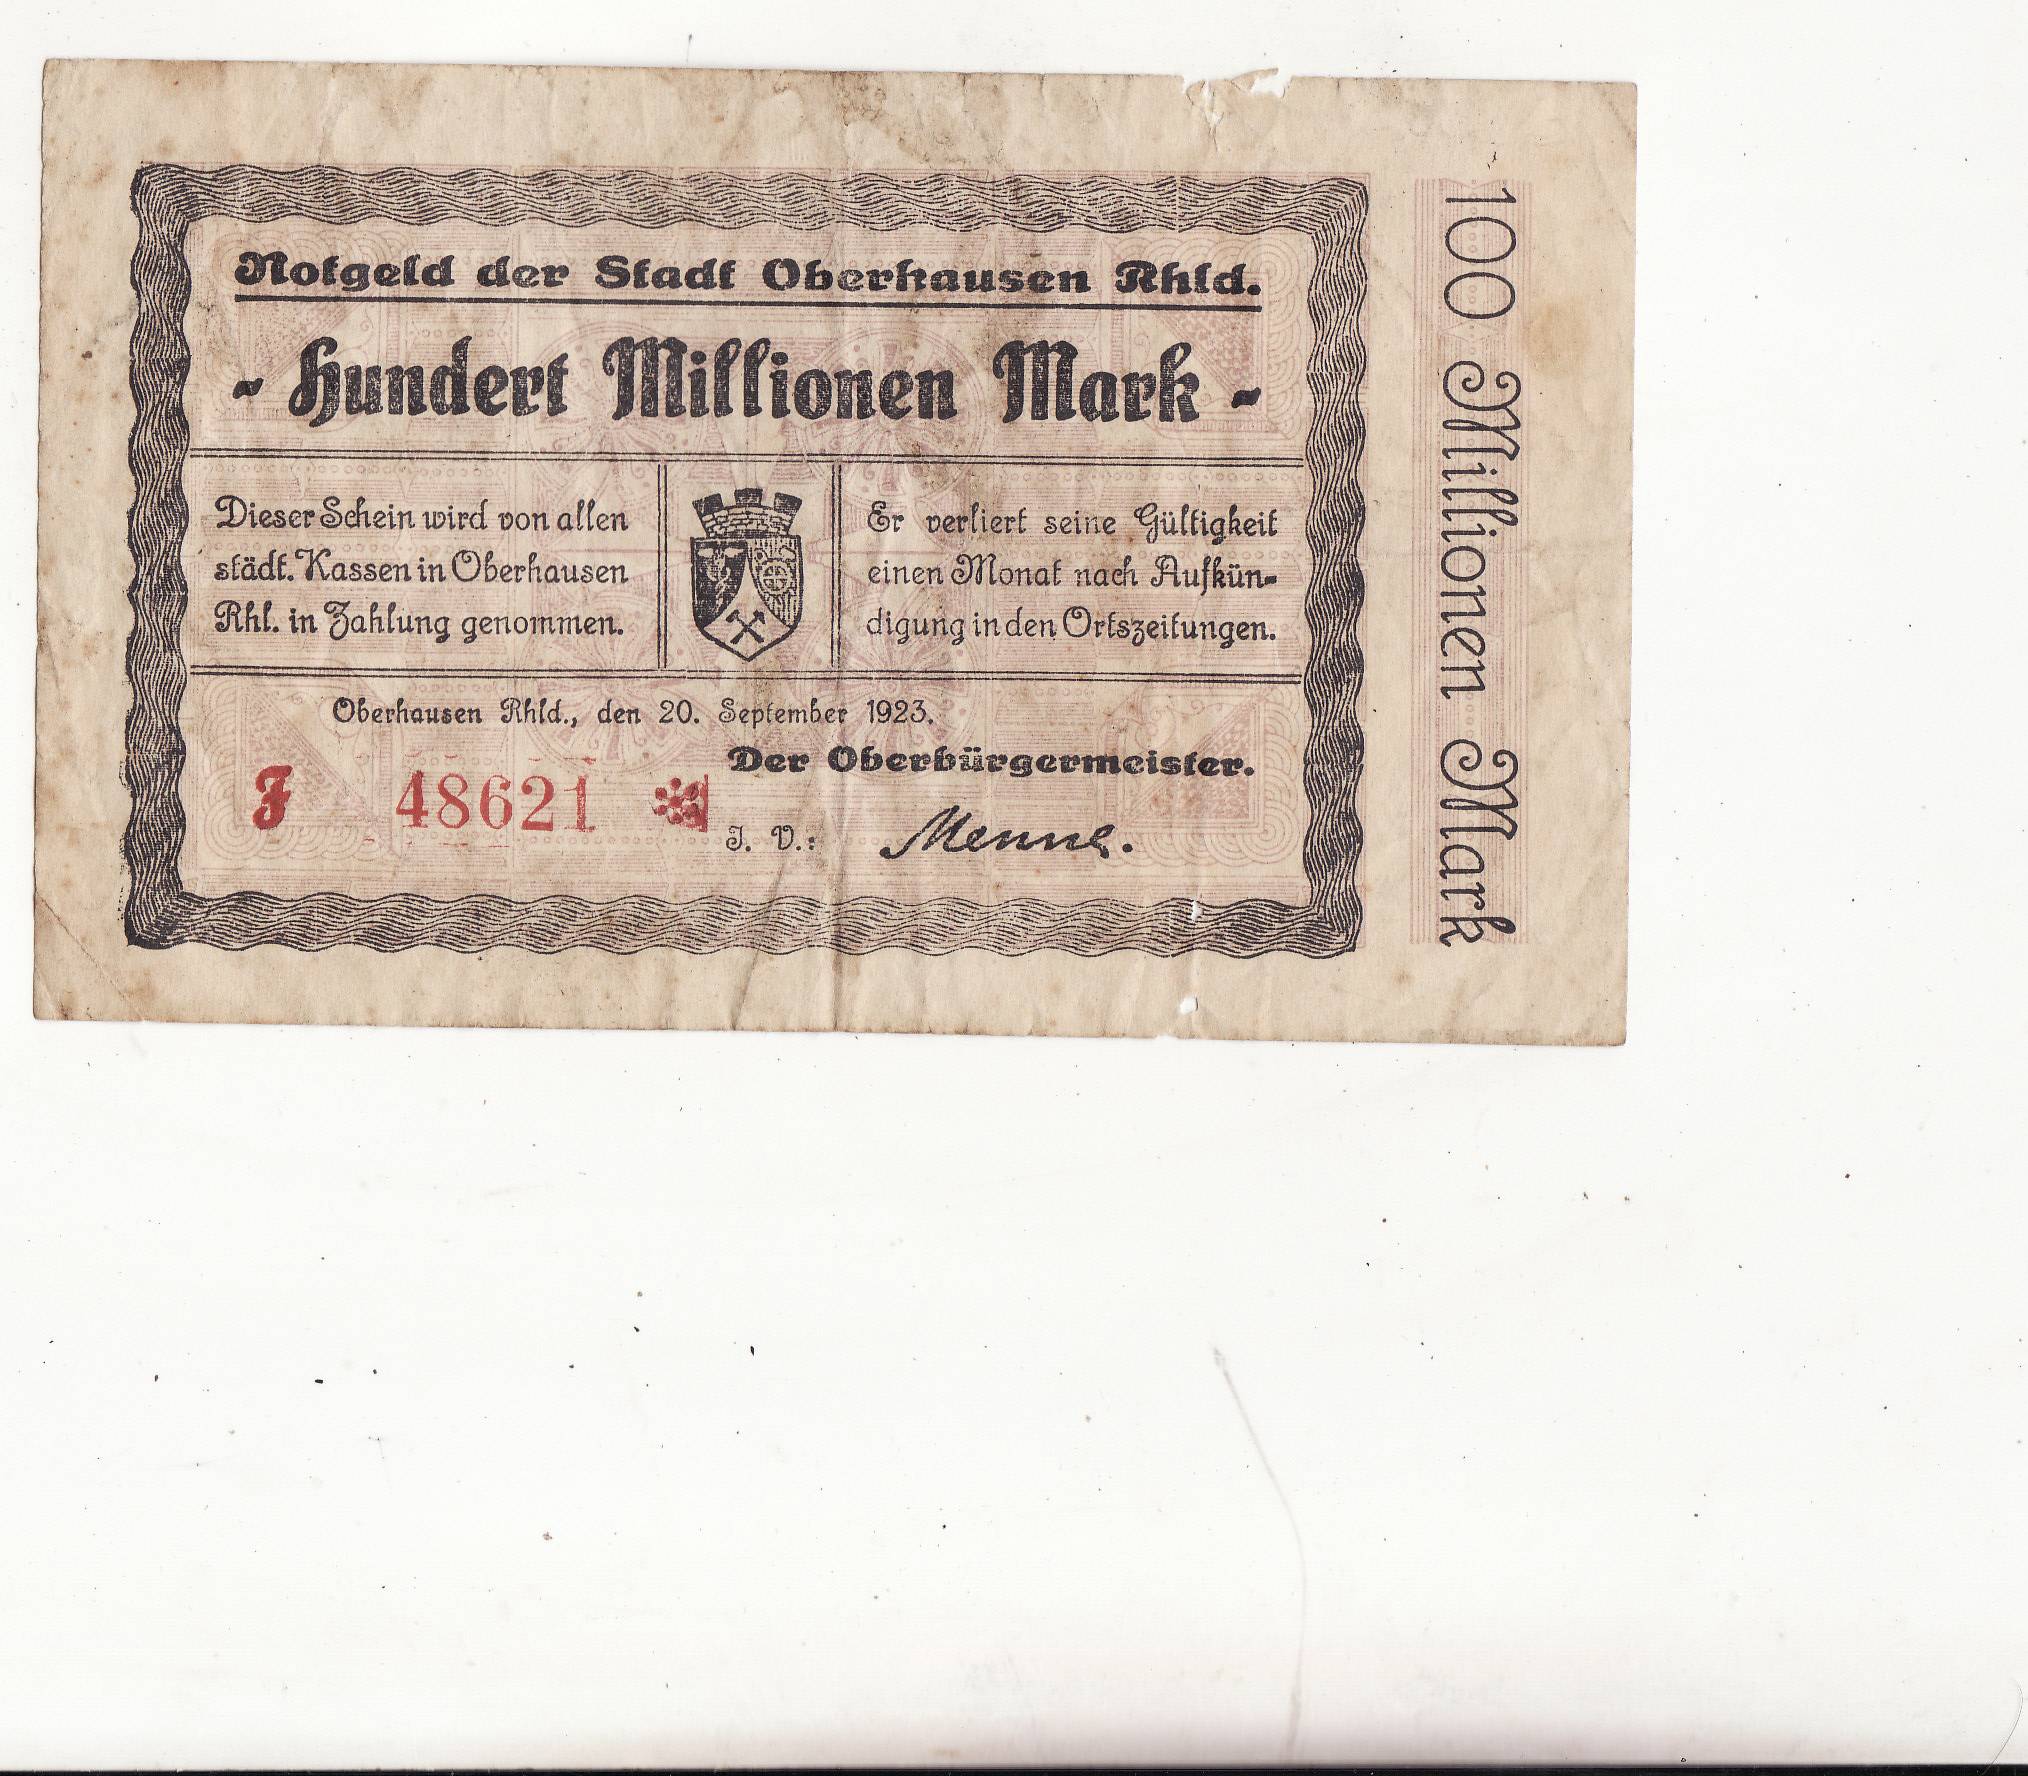 Notgeld der Stadt Oberhausen Rhld.
- Hundert Millionen Mark -
Dieser Schein wird von allen
städt. Kassen in Oberhausen
Rhl. in Zahlung genommen.
Er verliert seine Gültigkeit
einen Monat nach Aufkün-
digung in den Ortszeitungen.
Oberhausen Rhld., den 20. September 1923.
Der Oberbürgermeister.
J 48621
J. V.: Menne.
100 Millionen Mark